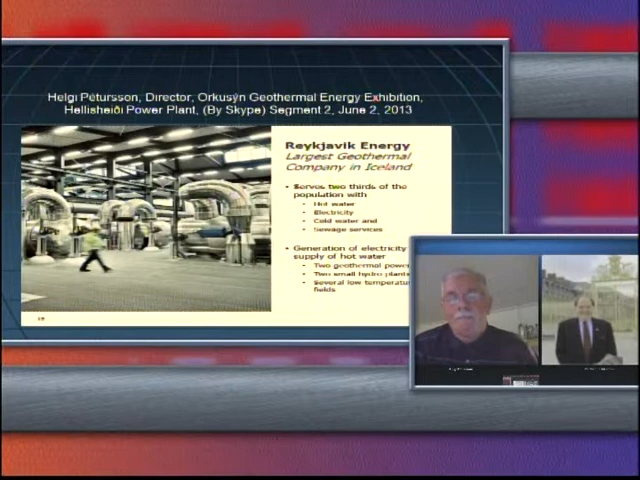 Helgi Pétursson, Director, Orkusýn Geothermal Energy Exhibition,
Hellisheiði Power Plant, (By Skype) Segment 2, June 2, 2013
Reykjavik Energy
Largest Geothermal
Company in Iceland
• Serves two thirds of the
population with
• Hot water
• Electricity
• Cold water and
• Sewage services
• Generation of electricity
supply of hot water
• Two geothermal power
• Two small hydro plants
• Several low temperatu
fields